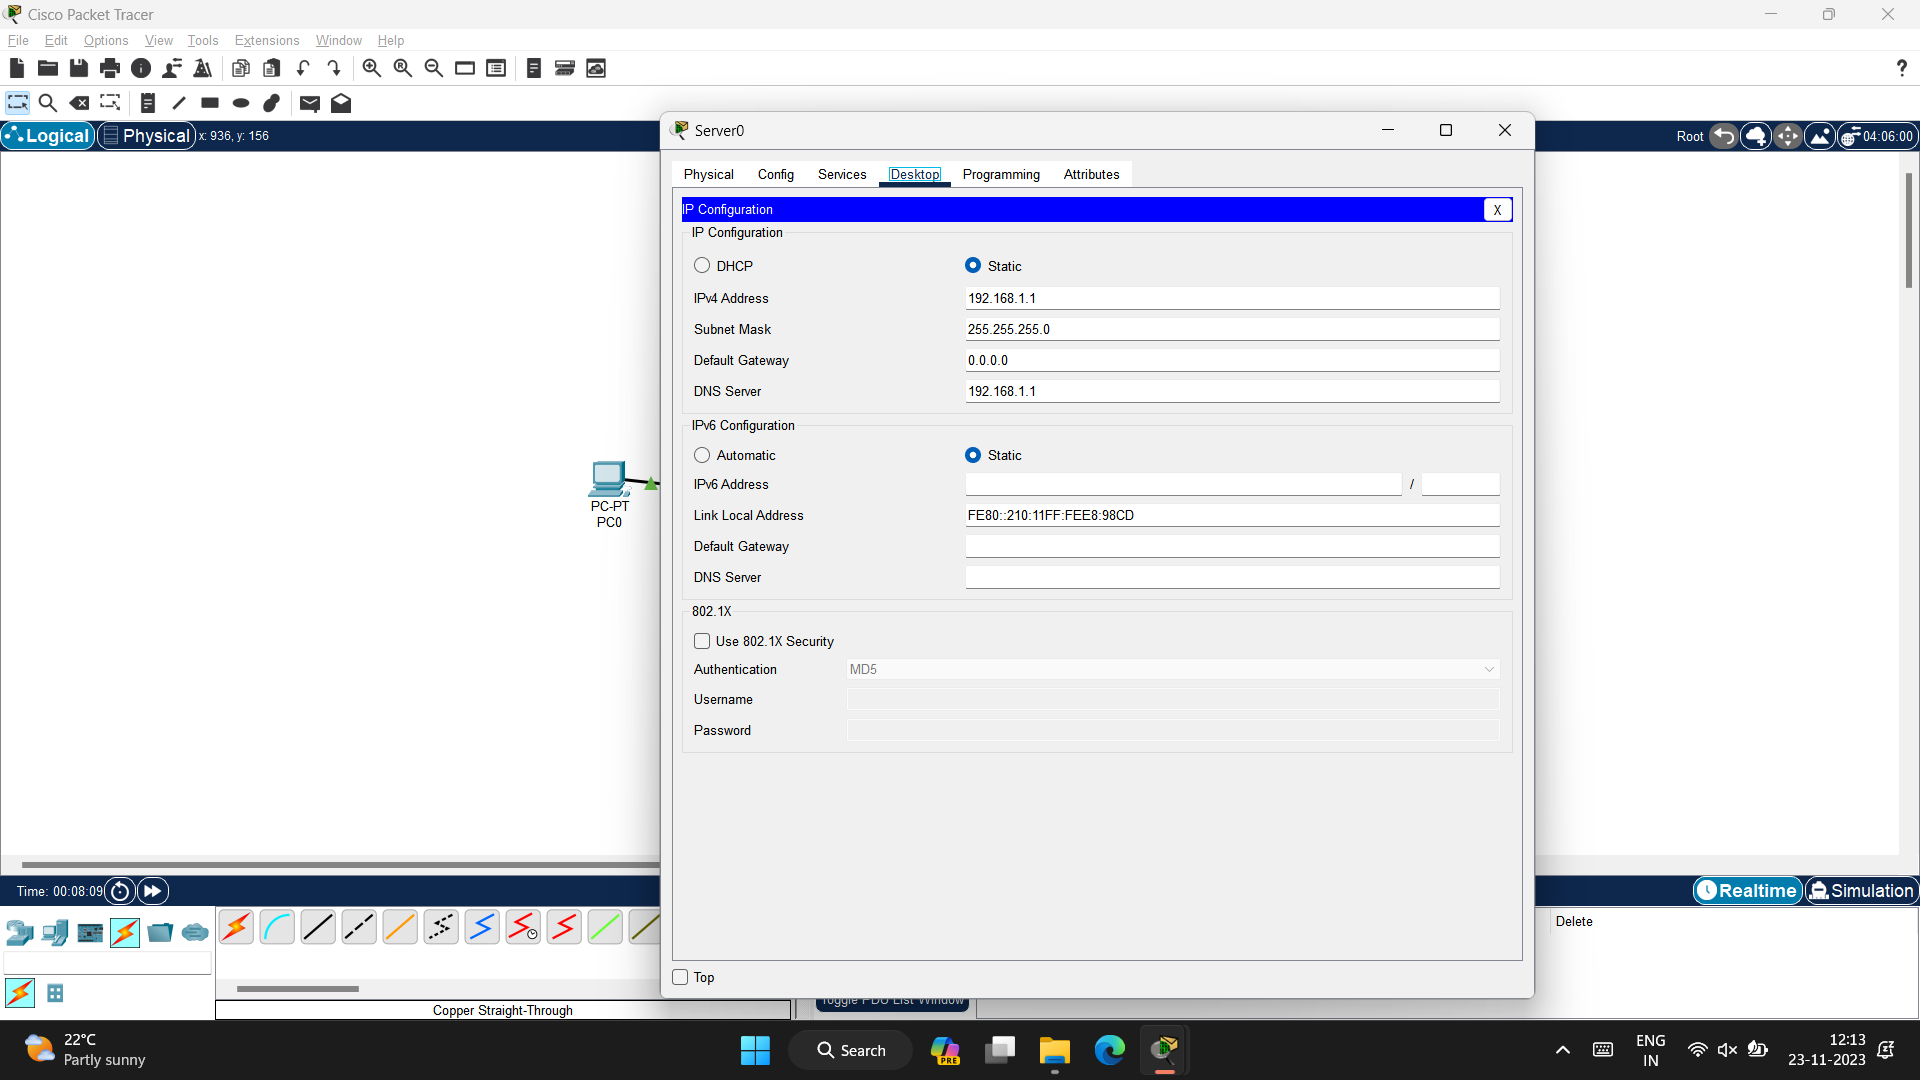 Cisco Packet Tracer
File Edit Options View Tools Extensions Window Help
Logical Physical x: 936, y: 156
Root 04:06:00
Server0
Physical Config Services Desktop Programming Attributes
IP Configuration X
IP Configuration
DHCP Static
IPv4 Address 192.168.1.1
Subnet Mask 255.255.255.0
Default Gateway 0.0.0.0
DNS Server 192.168.1.1
IPv6 Configuration
Automatic Static
IPv6 Address /
Link Local Address FE80::210:11FF:FEE8:98CD
Default Gateway
DNS Server
802.1X
Use 802.1X Security
Authentication MD5
Username
Password
Top
PC-PT
PC0
Time: 00:08:09
Realtime Simulation
Delete
Copper Straight-Through
Toggle PDU List Window
22°C
Partly sunny
Search
PRE
ENG
IN
12:13
23-11-2023